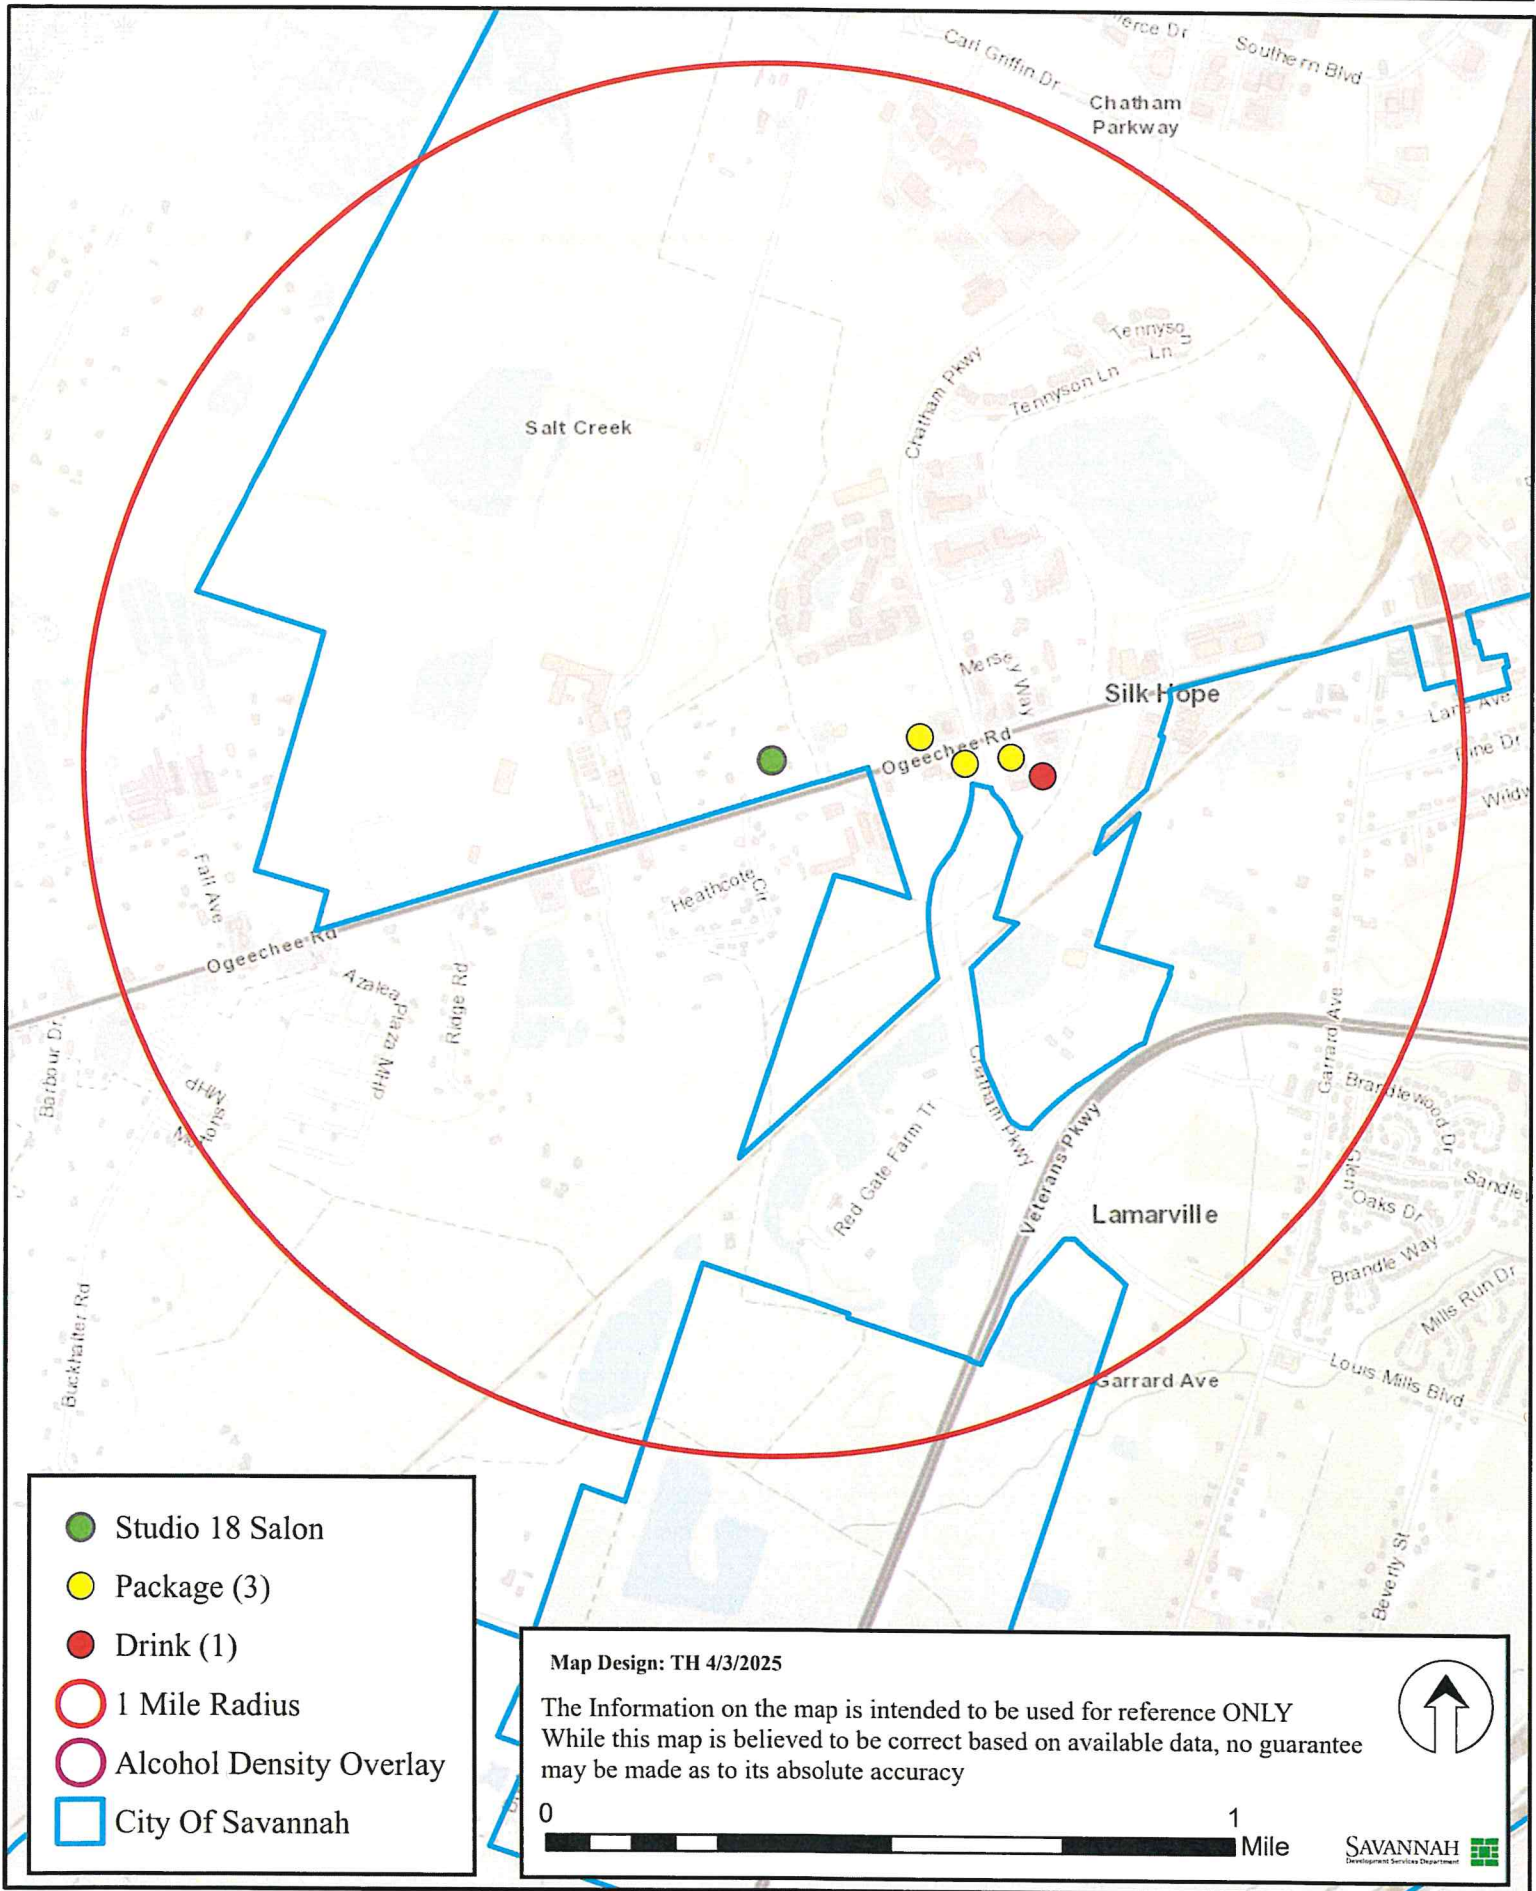 Carl Griffin Dr
Southern Blvd
Chatham
Parkway
Tennyson Ln
Chatham Pkwy
Salt Creek
Mersey Way
Silk Hope
Ogeechee Rd
Lane Ave
Pine Dr
Fall Ave
Heathcote Cir
Ogeechee Rd
Azalea Plaza MHP
Ridge Rd
Barbour Dr
MHP
Garrard Ave
Brandlewood Dr
Chatham Pkwy
Red Gate Farm Tr
Veterans Pkwy
Glen
Oaks Dr
Lamarville
Brandle Way
Mills Run Dr
Buckhalter Rd
Garrard Ave
Louis Mills Blvd
Beverly St
Studio 18 Salon
Package (3)
Drink (1)
1 Mile Radius
Alcohol Density Overlay
City Of Savannah
Map Design: TH 4/3/2025
The Information on the map is intended to be used for reference ONLY
While this map is believed to be correct based on available data, no guarantee
may be made as to its absolute accuracy
0 1
Mile
SAVANNAH
Development Services Department